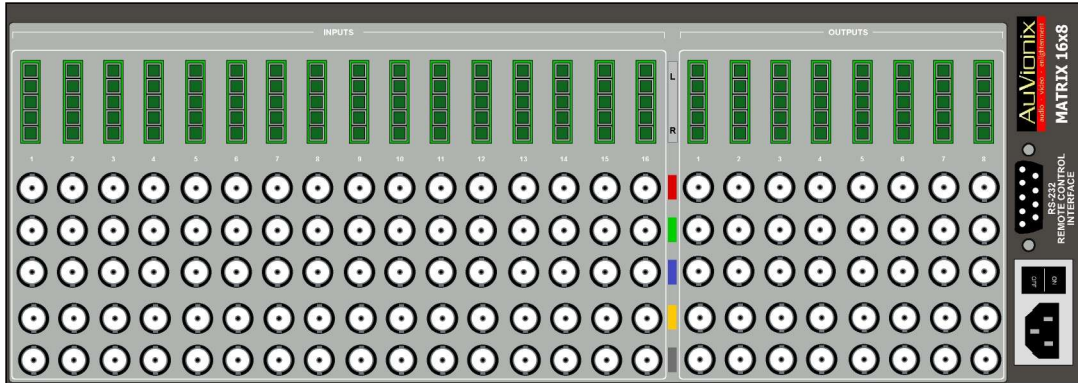 INPUTS
OUTPUTS
L
R
1 2 3 4 5 6 7 8 9 10 11 12 13 14 15 16
1 2 3 4 5 6 7 8
AuVionix
audio • video • enlightenment
MATRIX 16x8
RS-232
REMOTE CONTROL
INTERFACE
OFF
ON